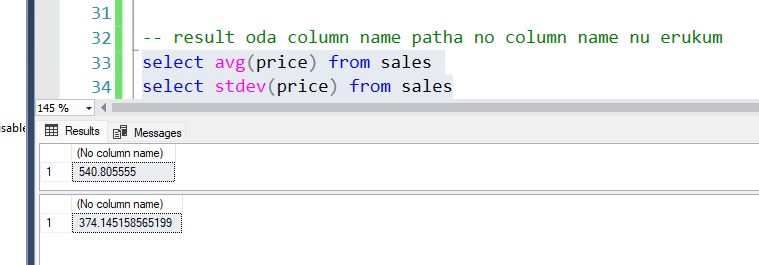 31
32 -- result oda column name patha no column name nu erukum
33 select avg(price) from sales
34 select stdev(price) from sales
145 %
isable
Results Messages
(No column name)
1 540.805555
(No column name)
1 374.145158565199